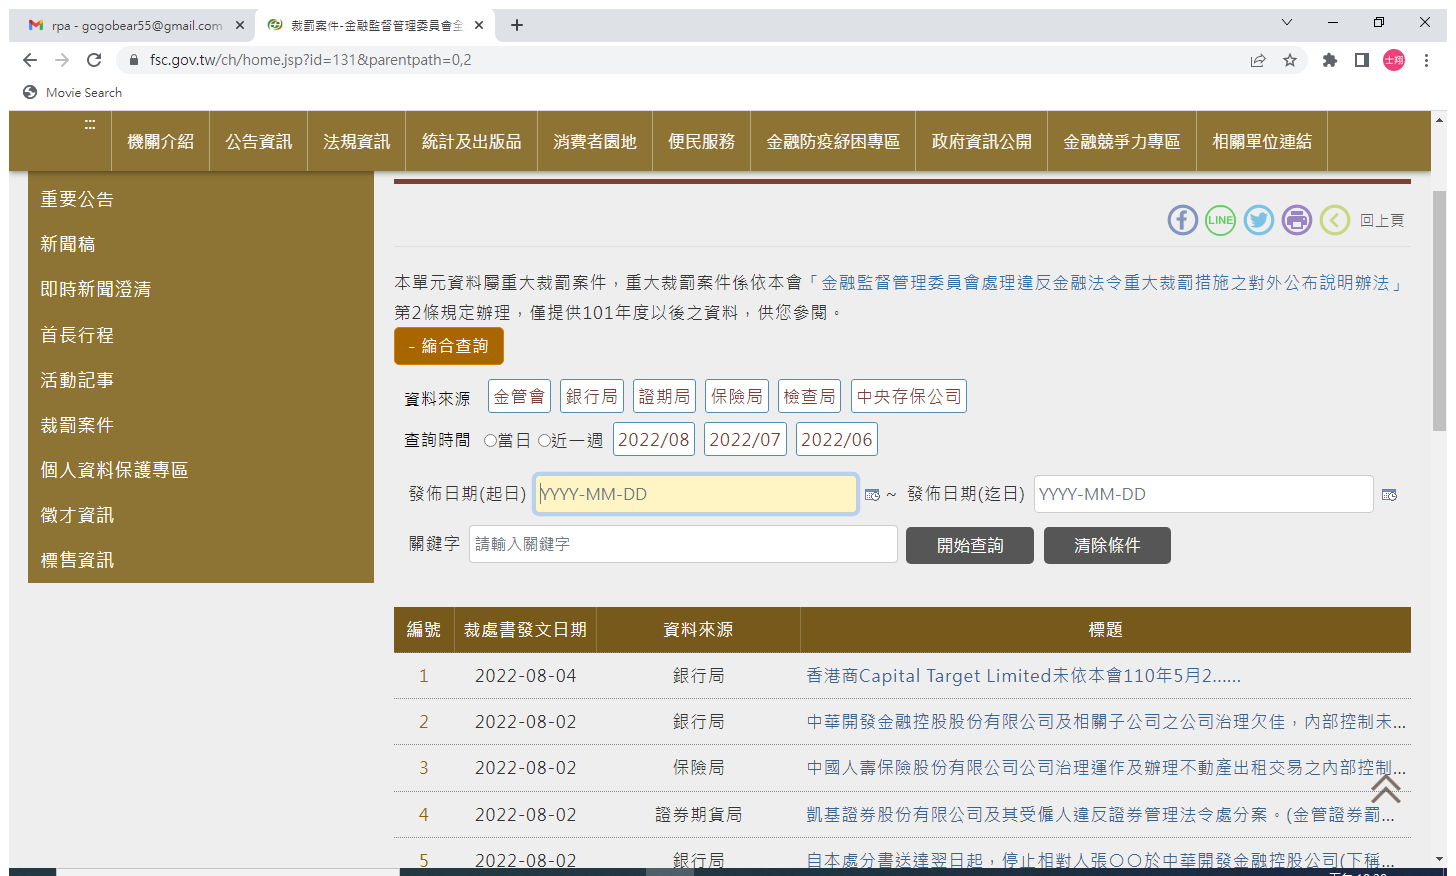 rpa - gogobear55@gmail.com
裁罰案件-金融監督管理委員會全
fsc.gov.tw/ch/home.jsp?id=131&parentpath=0,2
士翔
Movie Search
:::
機關介紹 公告資訊 法規資訊 統計及出版品 消費者園地 便民服務 金融防疫紓困專區 政府資訊公開 金融競爭力專區 相關單位連結
重要公告
新聞稿
即時新聞澄清
首長行程
活動記事
裁罰案件
個人資料保護專區
徵才資訊
標售資訊
LINE 回上頁
本單元資料屬重大裁罰案件，重大裁罰案件係依本會「金融監督管理委員會處理違反金融法令重大裁罰措施之對外公布說明辦法」
第2條規定辦理，僅提供101年度以後之資料，供您參閱。
- 縮合查詢
資料來源 金管會 銀行局 證期局 保險局 檢查局 中央存保公司
查詢時間 當日 近一週 2022/08 2022/07 2022/06
發佈日期(起日) YYYY-MM-DD ~ 發佈日期(迄日) YYYY-MM-DD
關鍵字 請輸入關鍵字 開始查詢 清除條件
編號 裁處書發文日期 資料來源 標題
1 2022-08-04 銀行局 香港商Capital Target Limited未依本會110年5月2......
2 2022-08-02 銀行局 中華開發金融控股股份有限公司及相關子公司之公司治理欠佳，內部控制未...
3 2022-08-02 保險局 中國人壽保險股份有限公司公司治理運作及辦理不動產出租交易之內部控制...
4 2022-08-02 證券期貨局 凱基證券股份有限公司及其受僱人違反證券管理法令處分案。(金管證券罰...
5 2022-08-02 銀行局 自本處分書送達翌日起，停止相對人張〇〇於中華開發金融控股公司(下稱...